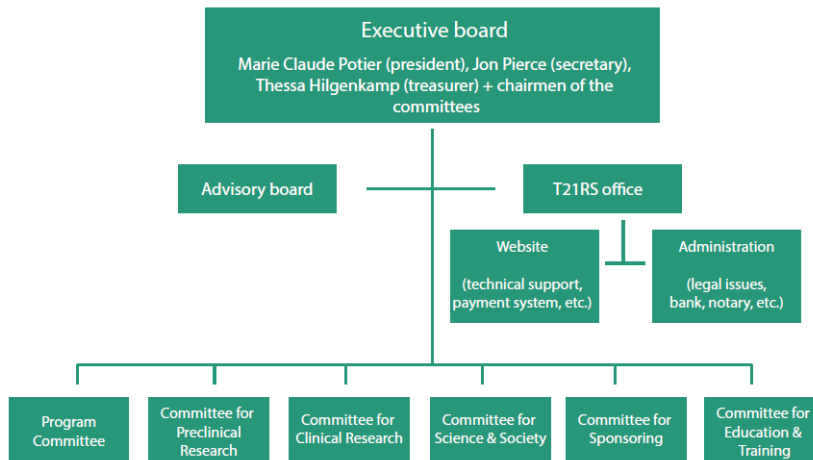 Executive board
Marie Claude Potier (president), Jon Pierce (secretary),
Thessa Hilgenkamp (treasurer) + chairmen of the
committees
Advisory board
T21RS office
Website
(technical support,
payment system, etc.)
Administration
(legal issues,
bank, notary, etc.)
Program
Committee
Committee for
Preclinical
Research
Committee for
Clinical Research
Committee for
Science & Society
Committee for
Sponsoring
Committee for
Education &
Training